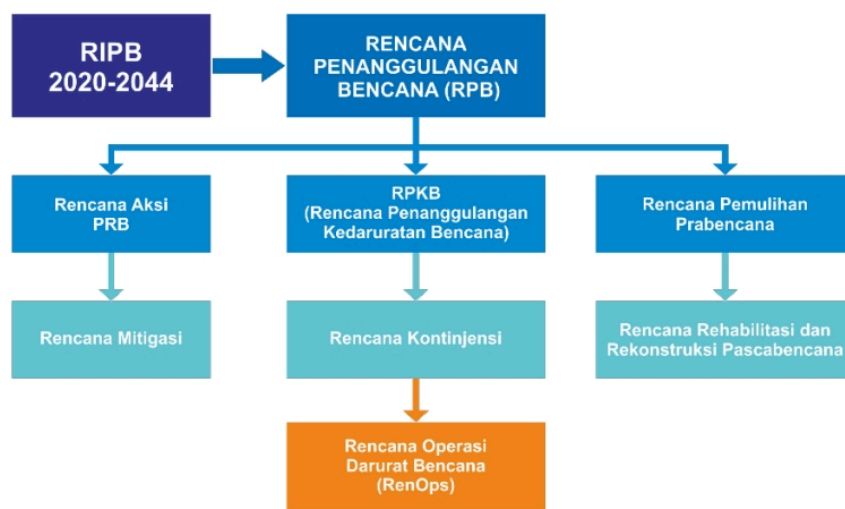 RIPB
2020-2044
RENCANA
PENANGGULANGAN
BENCANA (RPB)
Rencana Aksi
PRB
RPKB
(Rencana Penanggulangan
Kedaruratan Bencana)
Rencana Pemulihan
Prabencana
Rencana Mitigasi
Rencana Kontinjensi
Rencana Rehabilitasi dan
Rekonstruksi Pascabencana
Rencana Operasi
Darurat Bencana
(RenOps)